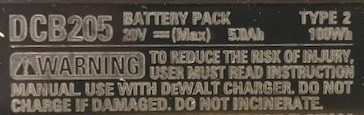 DCB205 BATTERY PACK TYPE 2
20V ⎓ (Max) 5.0Ah 100Wh
⚠WARNING TO REDUCE THE RISK OF INJURY,
USER MUST READ INSTRUCTION
MANUAL. USE WITH DEWALT CHARGER. DO NOT
CHARGE IF DAMAGED. DO NOT INCINERATE.